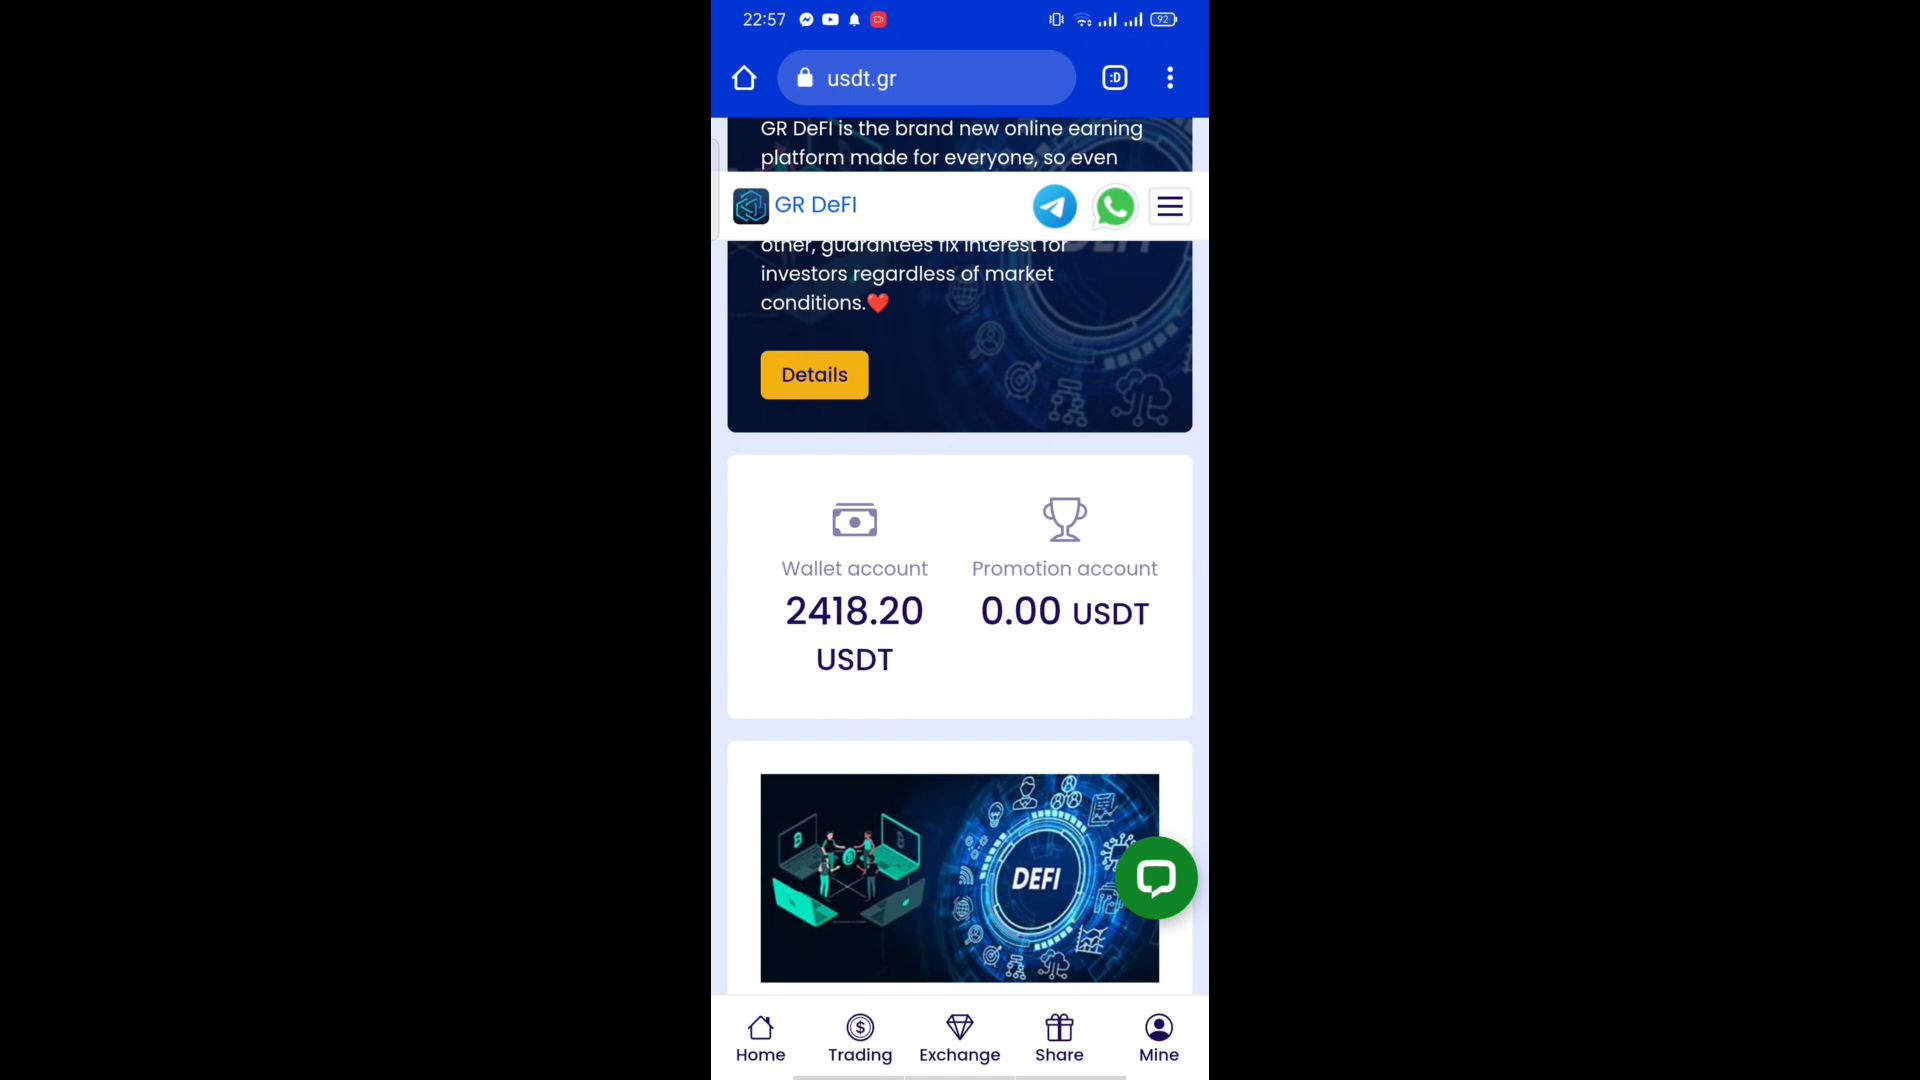 22:57
92
usdt.gr
:D
GR DeFI is the brand new online earning
platform made for everyone, so even
GR DeFI
other, guarantees fix interest for
investors regardless of market
conditions.❤️
Details
Wallet account
2418.20
USDT
Promotion account
0.00 USDT
DEFI
Home
Trading
Exchange
Share
Mine